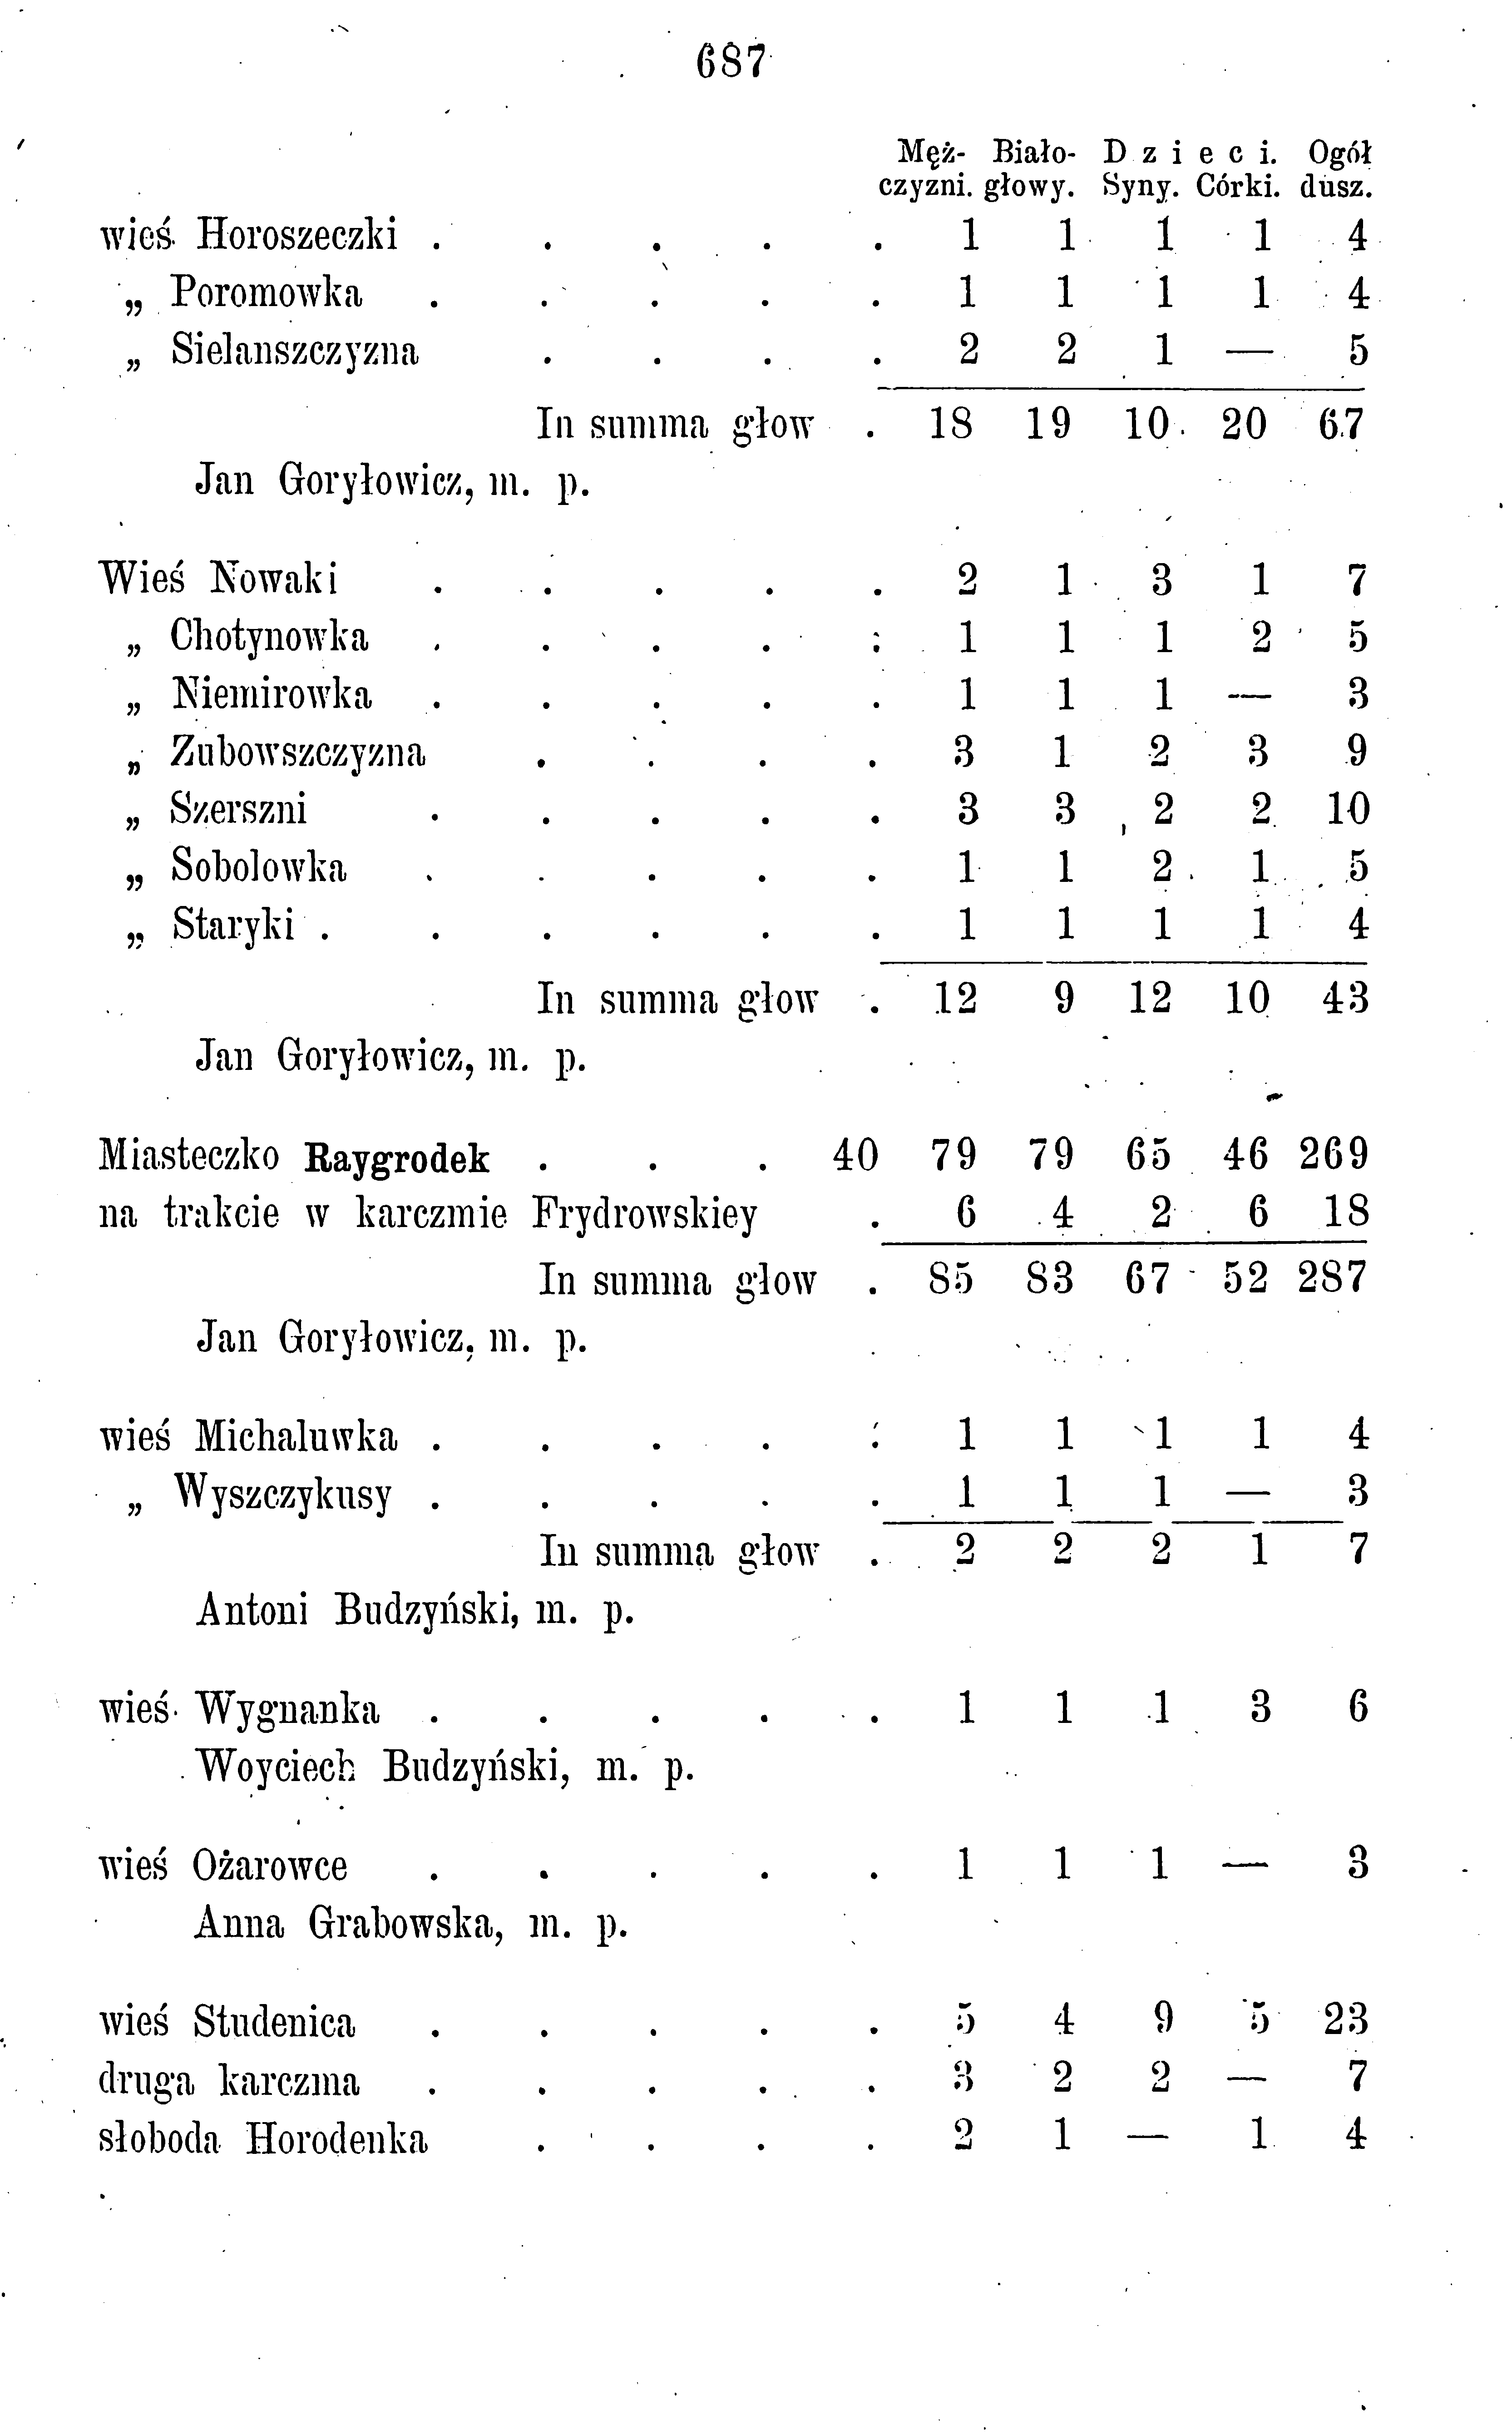 687
Męż- Biało- D z i e c i. Ogół
czyzni. głowy. Syny. Córki. dusz.
wieś Horoszeczki . . . . . 1 1 1 1 4
„ Poromowka . . . . . 1 1 1 1 4
„ Sielanszczyzna . . . . 2 2 1 — 5
In summa głow . 18 19 10 20 67
Jan Goryłowicz, m. p.
Wieś Nowaki . . . . . 2 1 3 1 7
„ Chotynowka . . . . . 1 1 1 2 5
„ Niemirowka . . . . . 1 1 1 — 3
„ Zubowszczyzna . . . . 3 1 2 3 9
„ Szerszni . . . . . 3 3 2 2 10
„ Sobolowka . . . . . 1 1 2 1 5
„ Staryki . . . . . . 1 1 1 1 4
In summa głow . 12 9 12 10 43
Jan Goryłowicz, m. p.
Miasteczko Raygrodek . . . 40 79 79 65 46 269
na trakcie w karczmie Frydrowskiey . 6 4 2 6 18
In summa głow . 85 83 67 52 287
Jan Goryłowicz, m. p.
wieś Michaluwka . . . . . 1 1 1 1 4
„ Wyszczykusy . . . . . 1 1 1 — 3
In summa głow . 2 2 2 1 7
Antoni Budzyński, m. p.
wieś Wygnanka . . . . . 1 1 1 3 6
Woyciech Budzyński, m. p.
wieś Ożarowce . . . . . 1 1 1 — 3
Anna Grabowska, m. p.
wieś Studenica . . . . . 5 4 9 5 23
druga karczma . . . . . 3 2 2 — 7
słoboda Horodenka . . . . 2 1 — 1 4